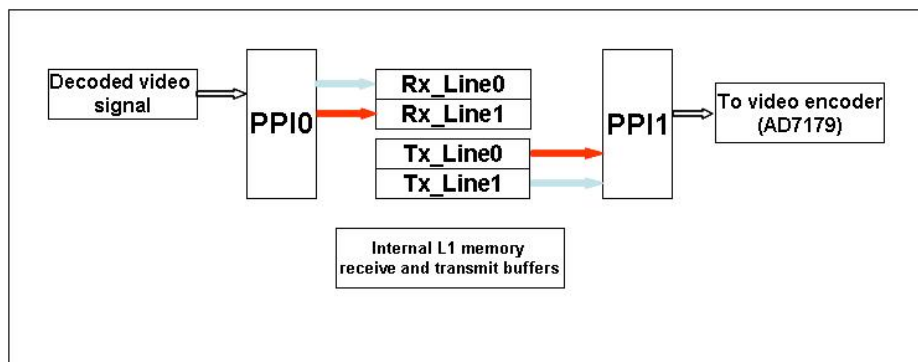 Decoded video
signal
PPI0
Rx_Line0
Rx_Line1
Tx_Line0
Tx_Line1
PPI1
To video encoder
(AD7179)
Internal L1 memory
receive and transmit buffers